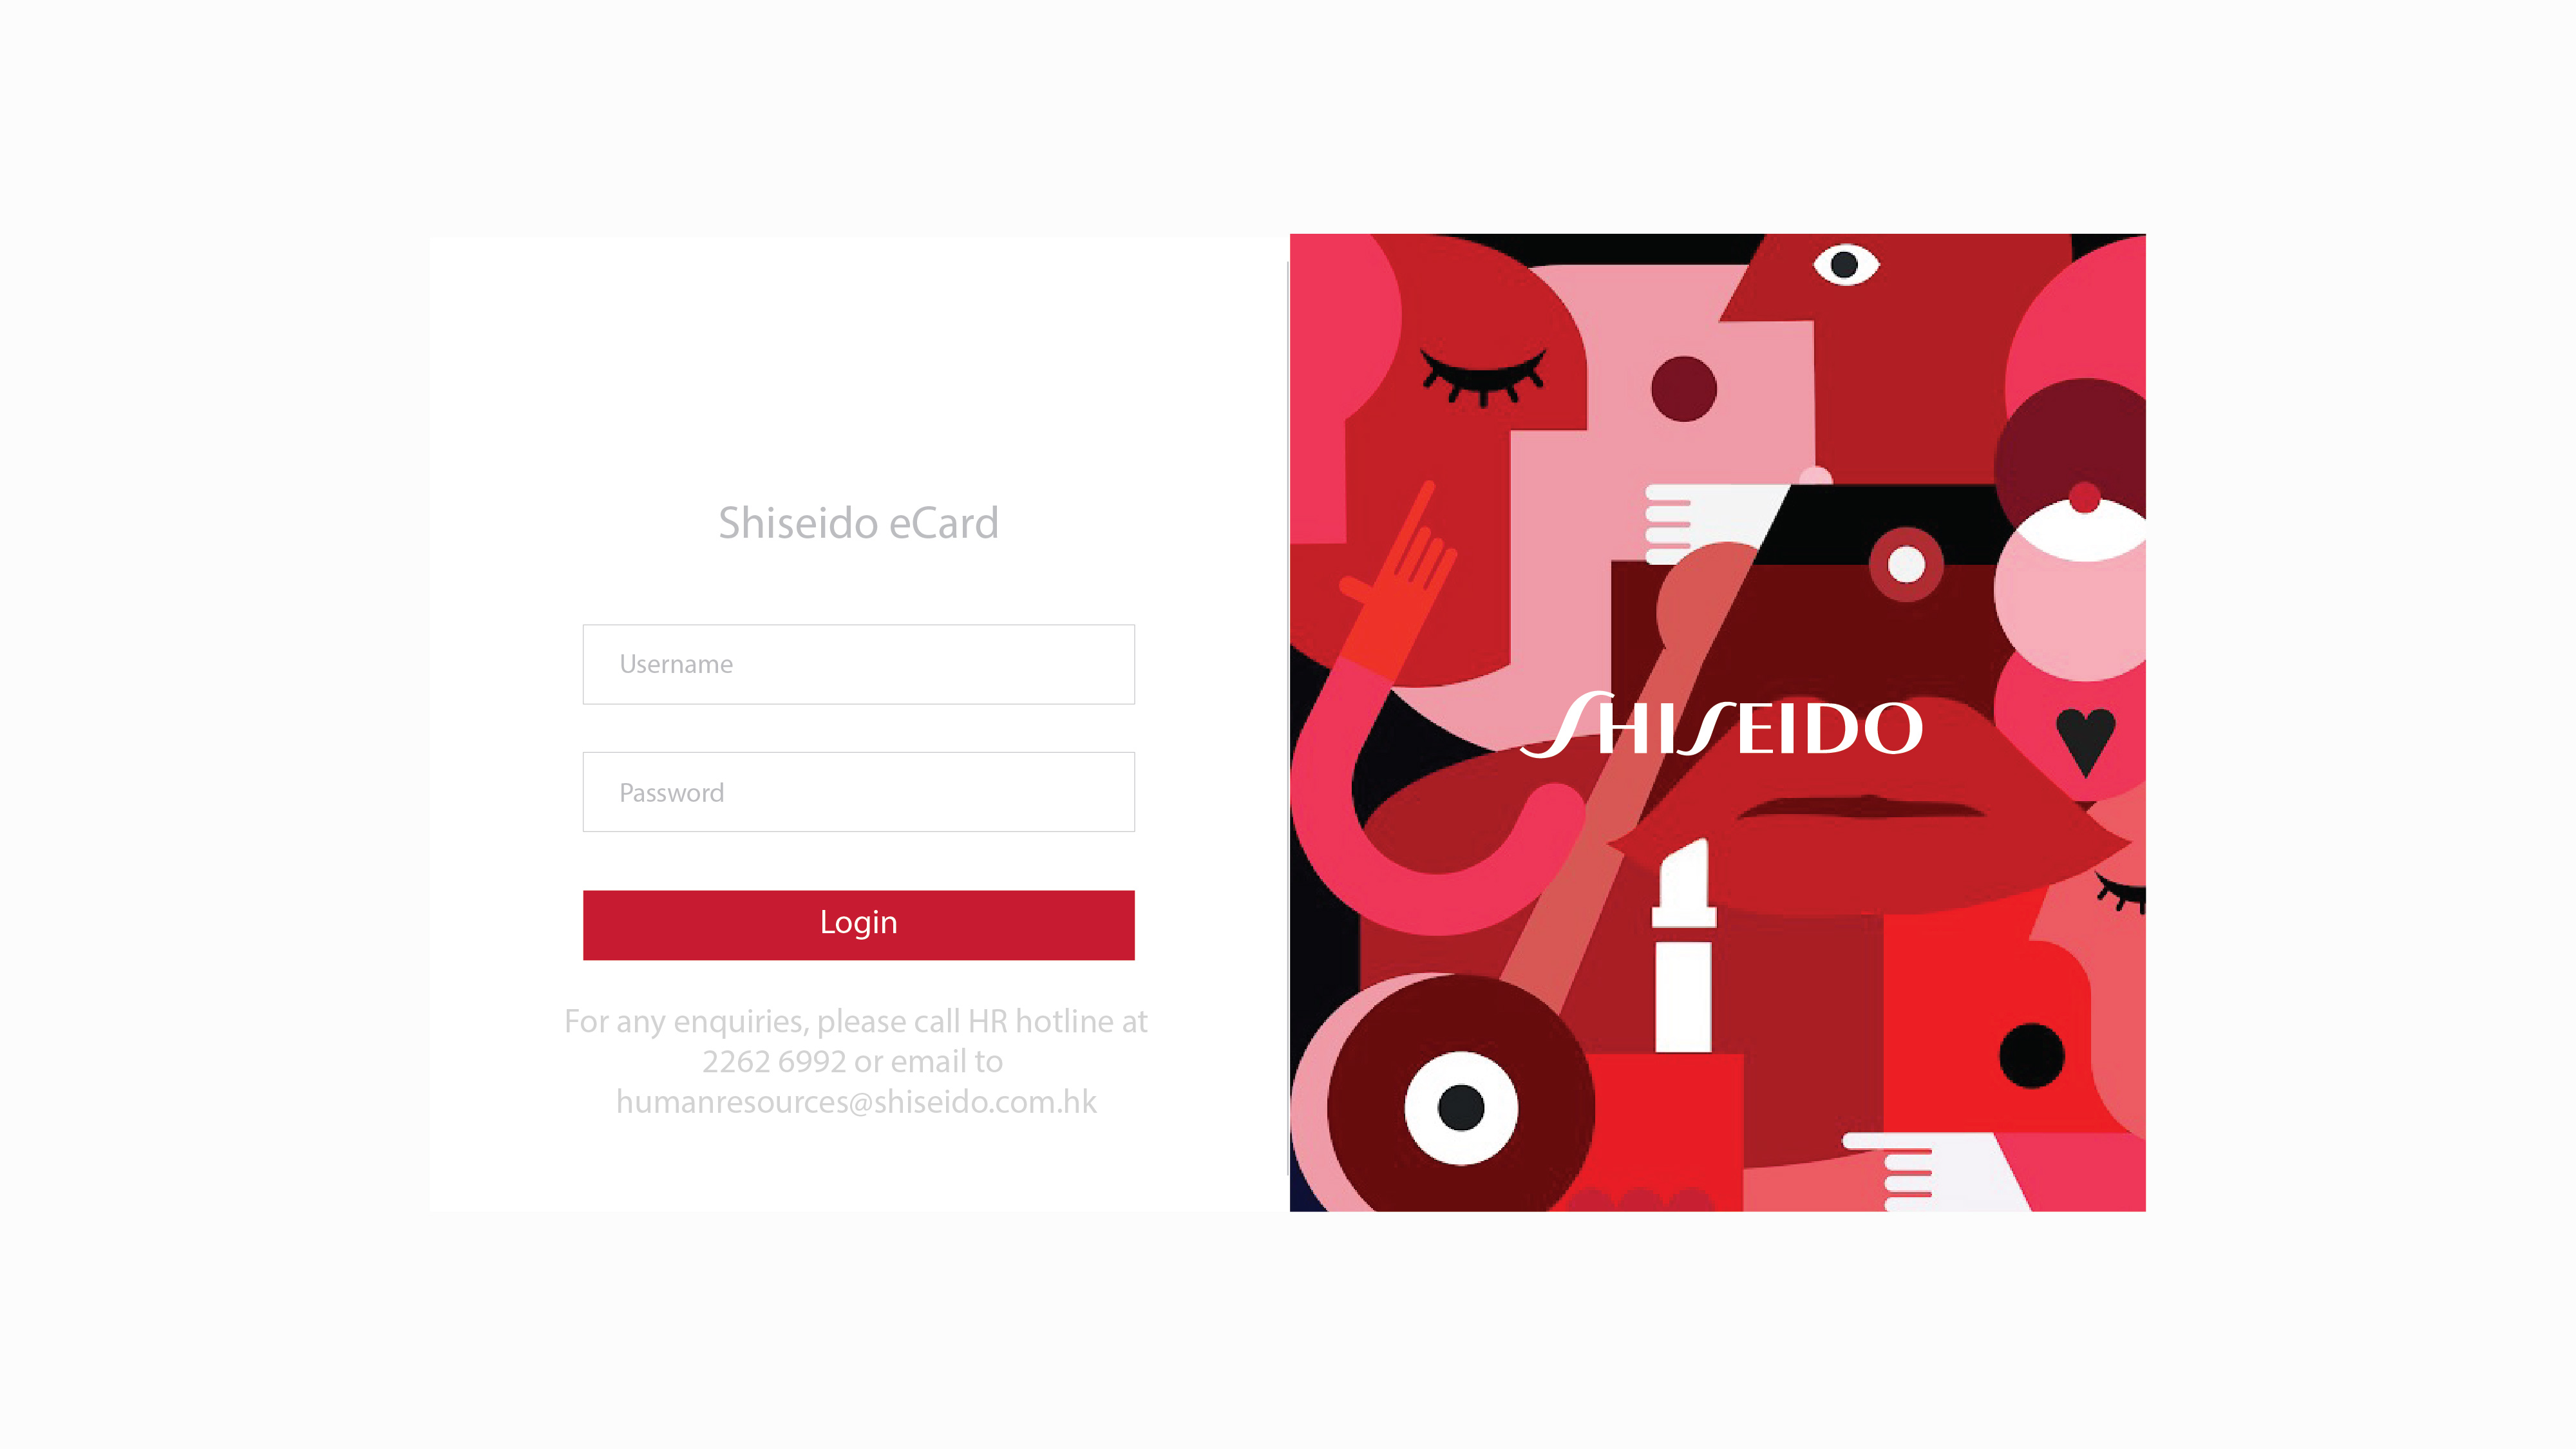 Shiseido eCard
Username
Password
Login
For any enquiries, please call HR hotline at
2262 6992 or email to
humanresources@shiseido.com.hk
SHISEIDO